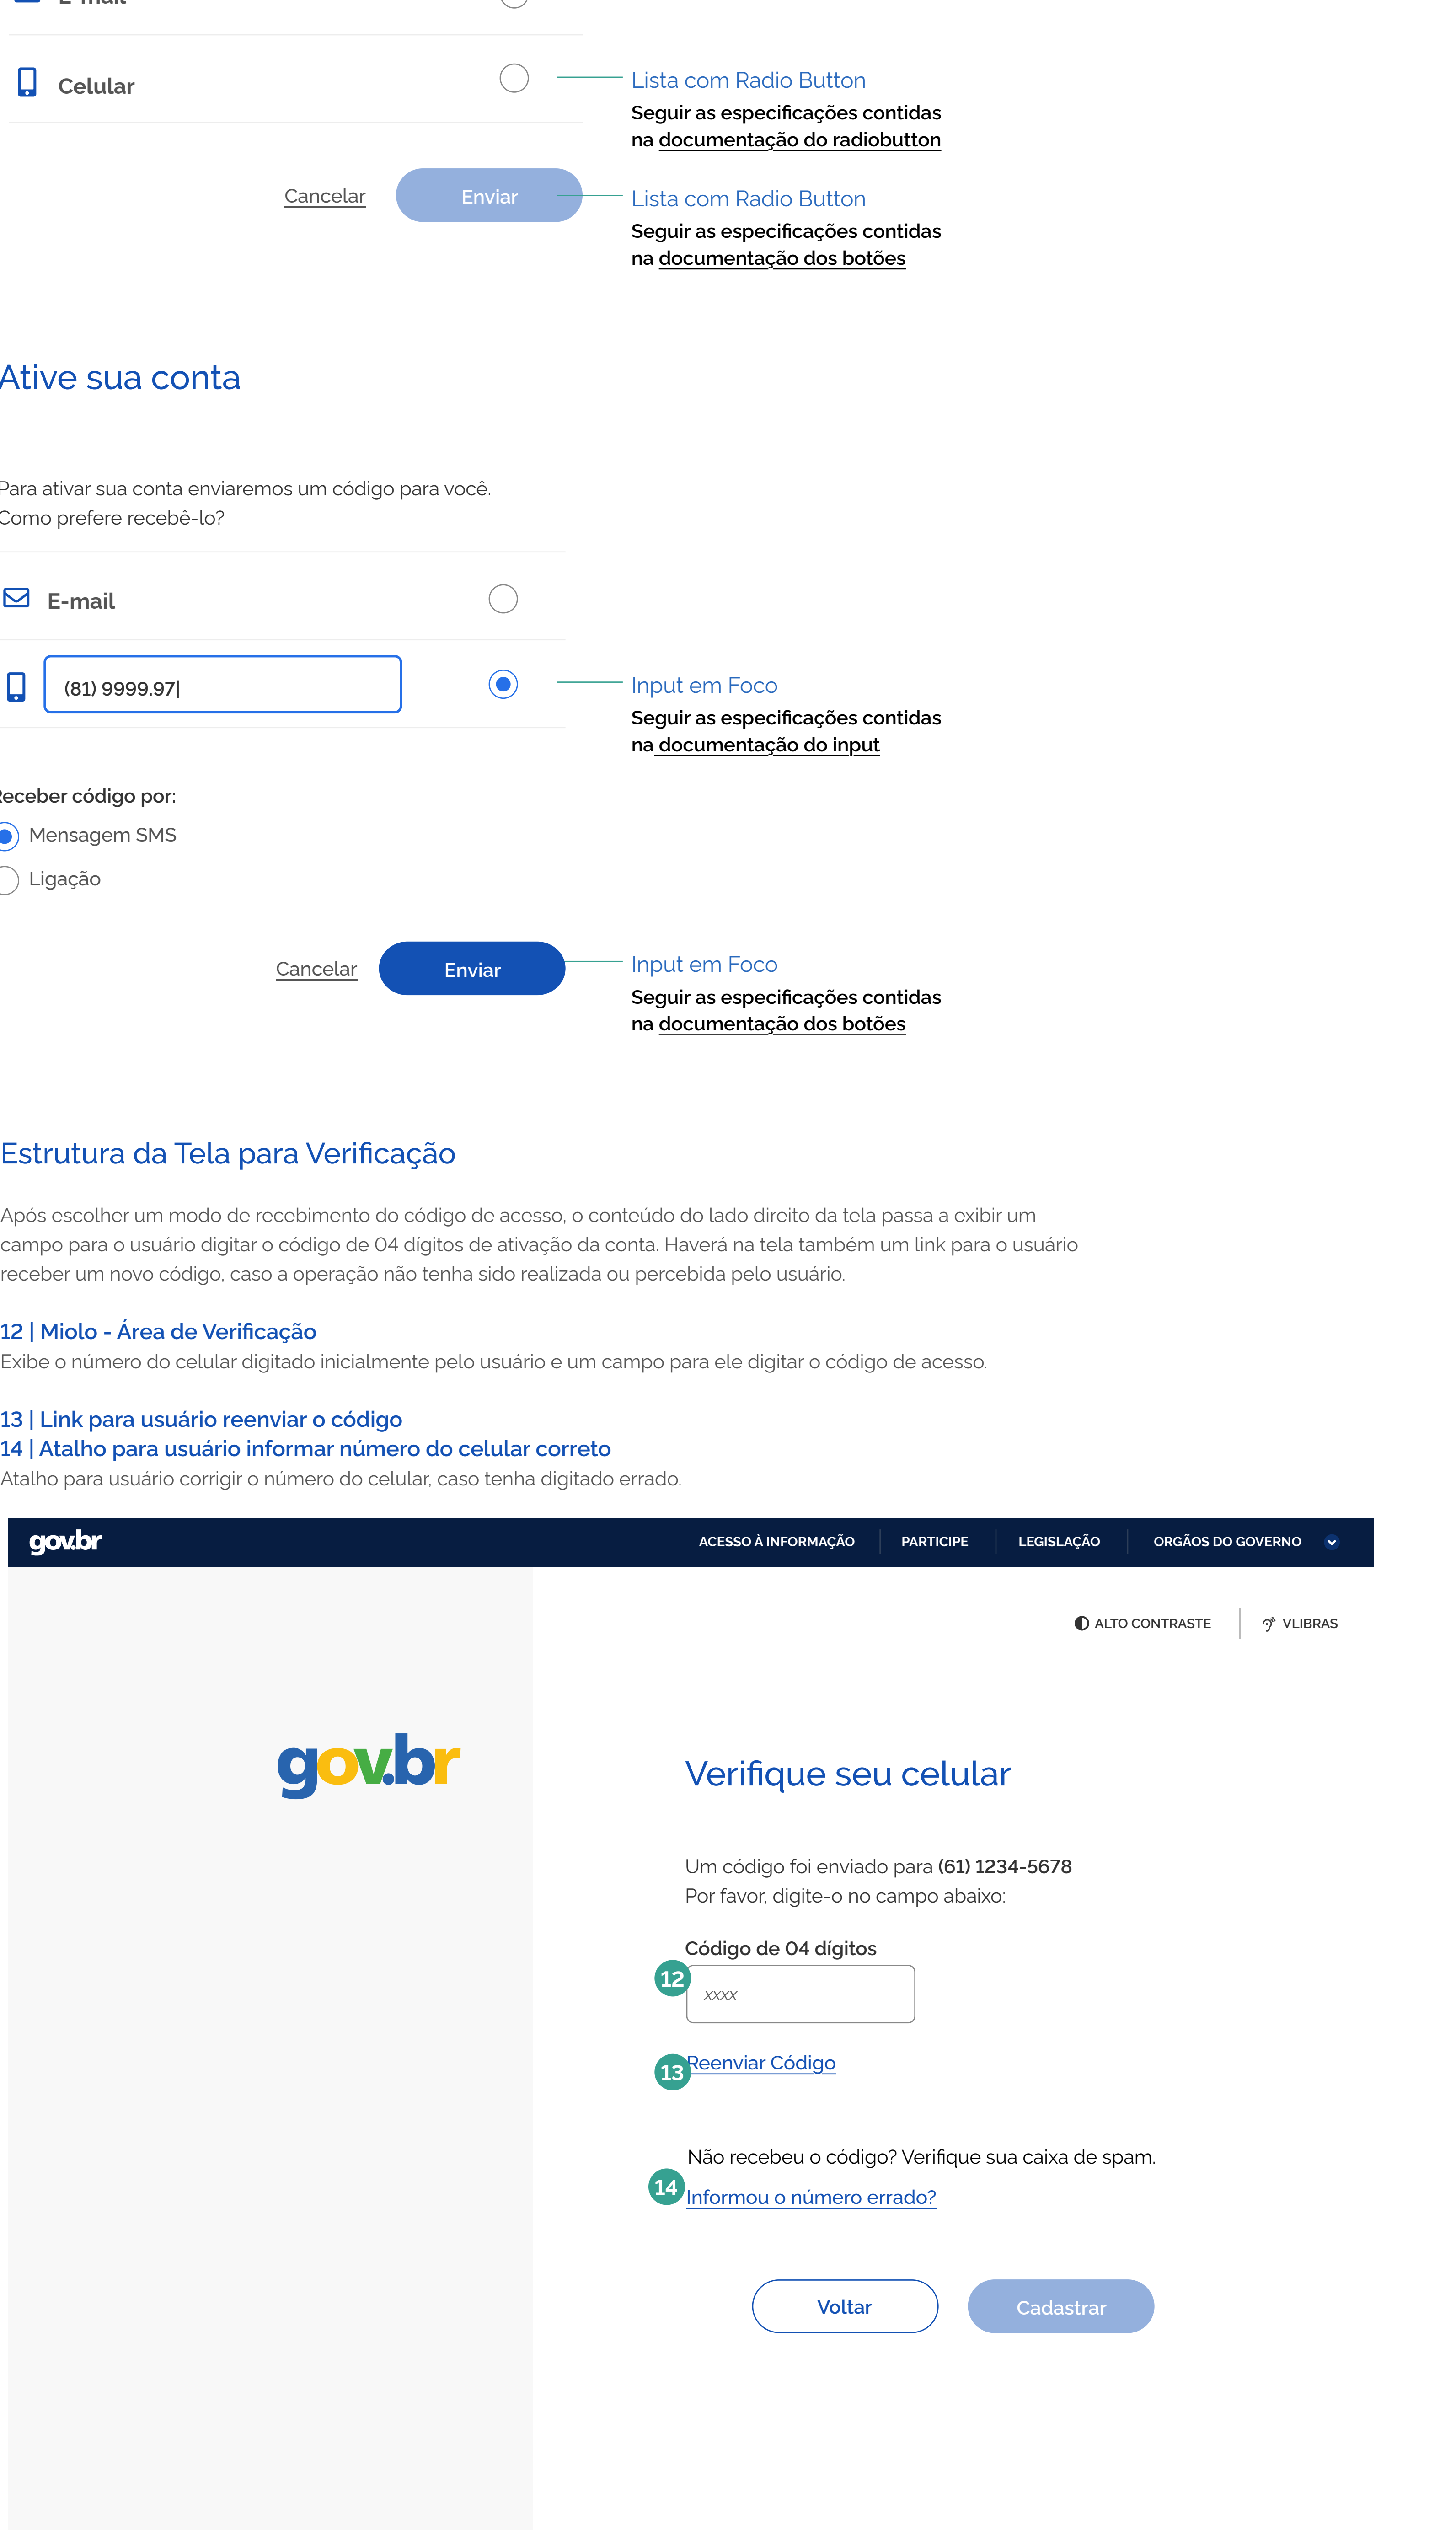 E-mail
Celular
Lista com Radio Button
Seguir as especificações contidas
na documentação do radiobutton
Cancelar
Enviar
Lista com Radio Button
Seguir as especificações contidas
na documentação dos botões
Ative sua conta
Para ativar sua conta enviaremos um código para você.
Como prefere recebê-lo?
E-mail
(81) 9999.97|
Input em Foco
Seguir as especificações contidas
na documentação do input
Receber código por:
Mensagem SMS
Ligação
Cancelar
Enviar
Input em Foco
Seguir as especificações contidas
na documentação dos botões
Estrutura da Tela para Verificação
Após escolher um modo de recebimento do código de acesso, o conteúdo do lado direito da tela passa a exibir um
campo para o usuário digitar o código de 04 dígitos de ativação da conta. Haverá na tela também um link para o usuário
receber um novo código, caso a operação não tenha sido realizada ou percebida pelo usuário.
12 | Miolo - Área de Verificação
Exibe o número do celular digitado inicialmente pelo usuário e um campo para ele digitar o código de acesso.
13 | Link para usuário reenviar o código
14 | Atalho para usuário informar número do celular correto
Atalho para usuário corrigir o número do celular, caso tenha digitado errado.
gov.br
ACESSO À INFORMAÇÃO
PARTICIPE
LEGISLAÇÃO
ORGÃOS DO GOVERNO
ALTO CONTRASTE
VLIBRAS
gov.br
Verifique seu celular
Um código foi enviado para (61) 1234-5678
Por favor, digite-o no campo abaixo:
Código de 04 dígitos
12
xxxx
13
Reenviar Código
Não recebeu o código? Verifique sua caixa de spam.
14
Informou o número errado?
Voltar
Cadastrar